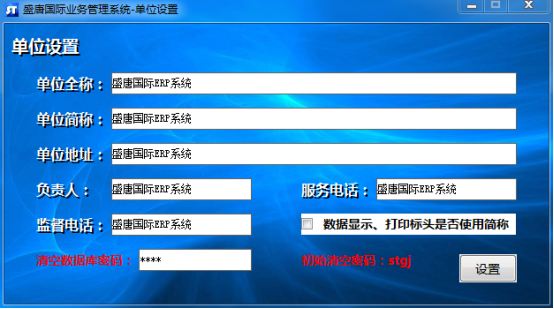 ST 盛唐国际业务管理系统-单位设置
单位设置
单位全称： 盛唐国际ERP系统
单位简称： 盛唐国际ERP系统
单位地址： 盛唐国际ERP系统
负责人： 盛唐国际ERP系统 服务电话： 盛唐国际ERP系统
监督电话： 盛唐国际ERP系统 数据显示、打印标头是否使用简称
清空数据库密码： **** 初始清空密码：stgj 设置